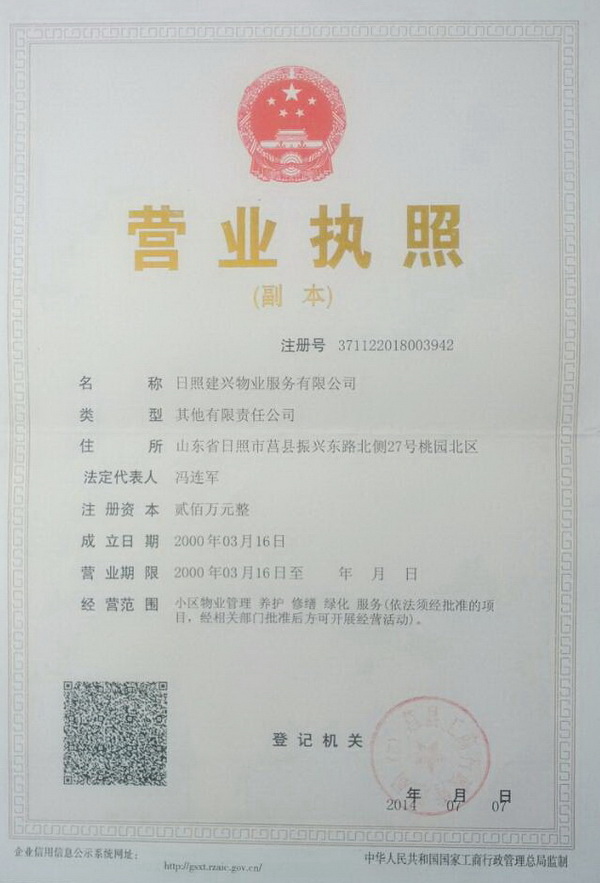 营业执照
(副 本)
注册号 371122018003942
名 称 日照建兴物业服务有限公司
类 型 其他有限责任公司
住 所 山东省日照市莒县振兴东路北侧27号桃园北区
法定代表人 冯连军
注册资本 贰佰万元整
成立日期 2000年03月16日
营业期限 2000年03月16日至 年 月 日
经营范围 小区物业管理 养护 修缮 绿化 服务(依法须经批准的项
目，经相关部门批准后方可开展经营活动)。
登记机关
年 月 日
2014 07 07
企业信用信息公示系统网址：
http://gsxt.rzaic.gov.cn/
中华人民共和国国家工商行政管理总局监制